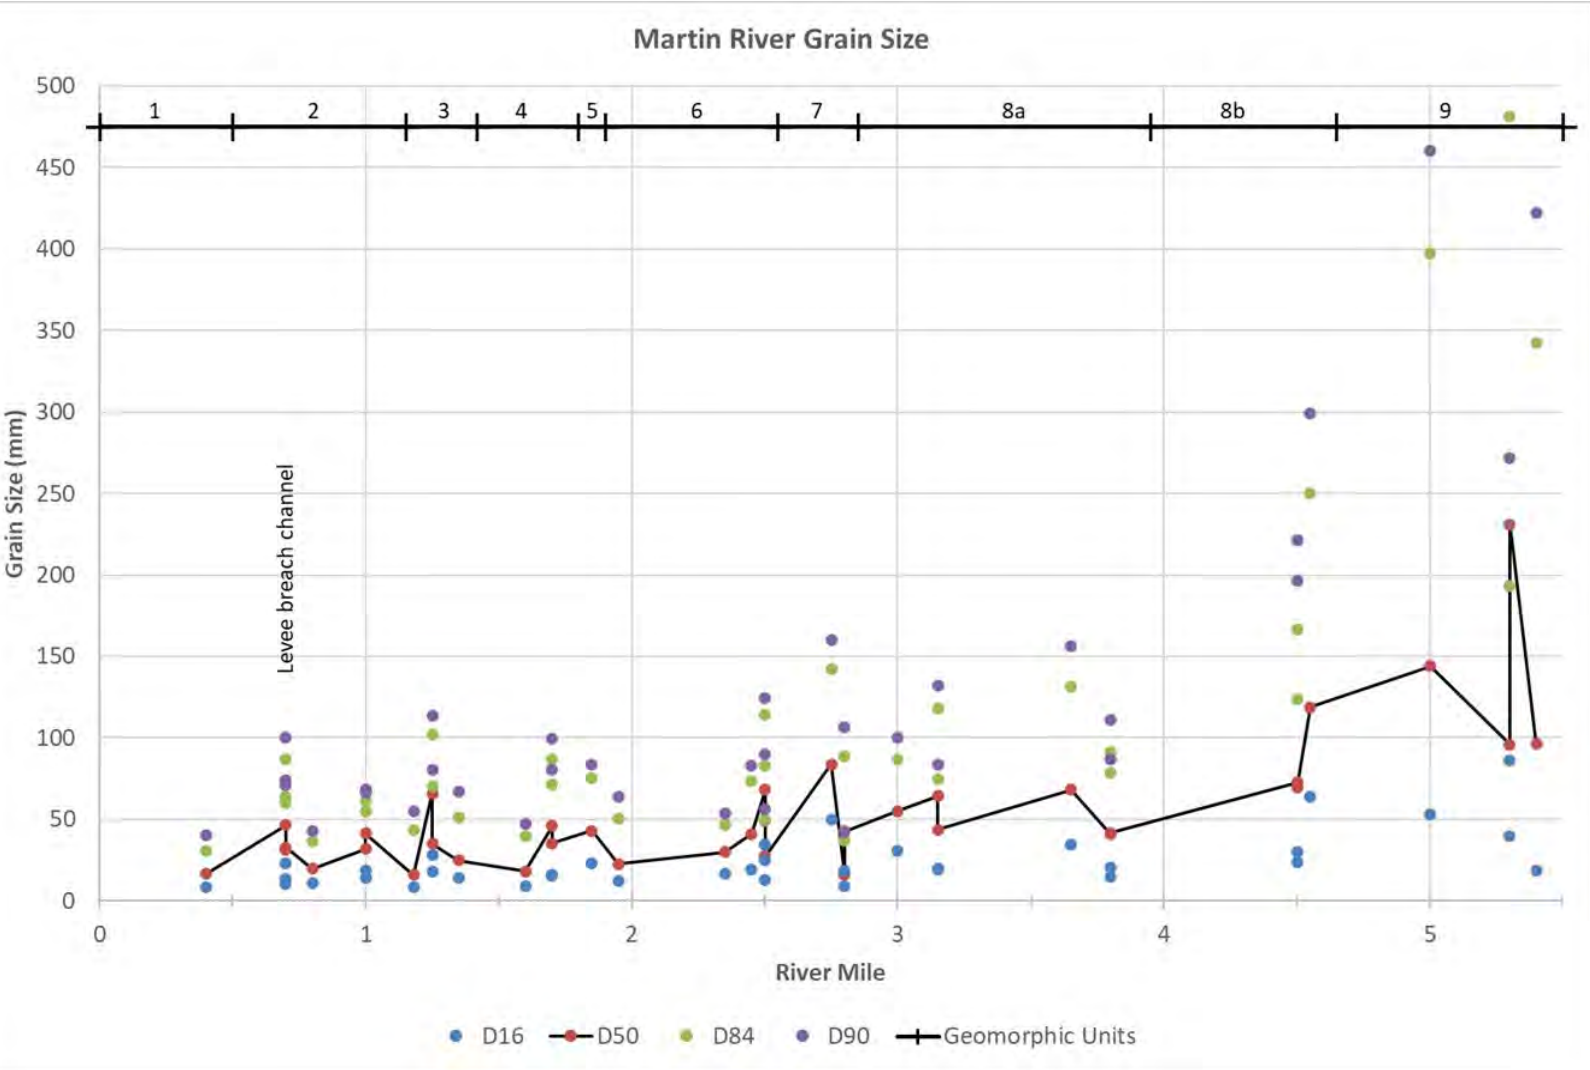 Martin River Grain Size
500
1 2 3 4 5 6 7 8a 8b 9
450
400
350
300
250
200
150
100
50
0
Grain Size (mm)
Levee breach channel
0 1 2 3 4 5
River Mile
D16 D50 D84 D90 Geomorphic Units